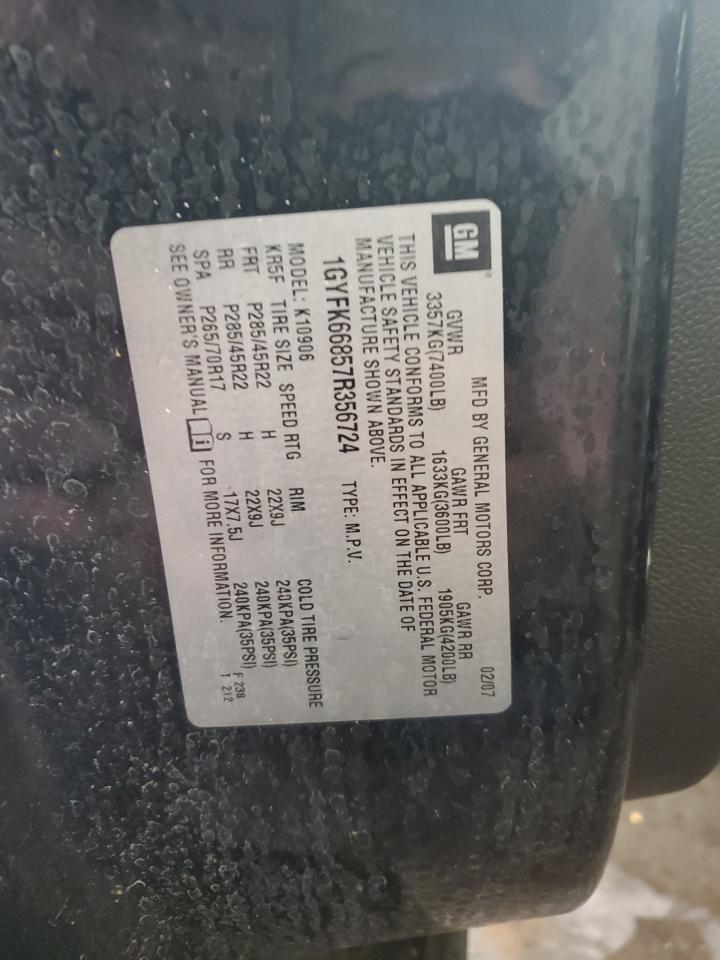 GM
MFD BY GENERAL MOTORS CORP. 02/07
GVWR GAWR FRT GAWR RR
3357KG(7400LB) 1633KG(3600LB) 1905KG(4200LB)
THIS VEHICLE CONFORMS TO ALL APPLICABLE U.S. FEDERAL MOTOR
VEHICLE SAFETY STANDARDS IN EFFECT ON THE DATE OF
MANUFACTURE SHOWN ABOVE.
1GYFK66857R356724 TYPE: M.P.V.
MODEL: K10906
KR5F TIRE SIZE SPEED RTG RIM COLD TIRE PRESSURE
FRT P285/45R22 H 22X9J 240KPA(35PSI)
RR P285/45R22 H 22X9J 240KPA(35PSI)
SPA P265/70R17 S 17X7.5J 240KPA(35PSI)
SEE OWNER'S MANUAL i FOR MORE INFORMATION.
F 238
T 212